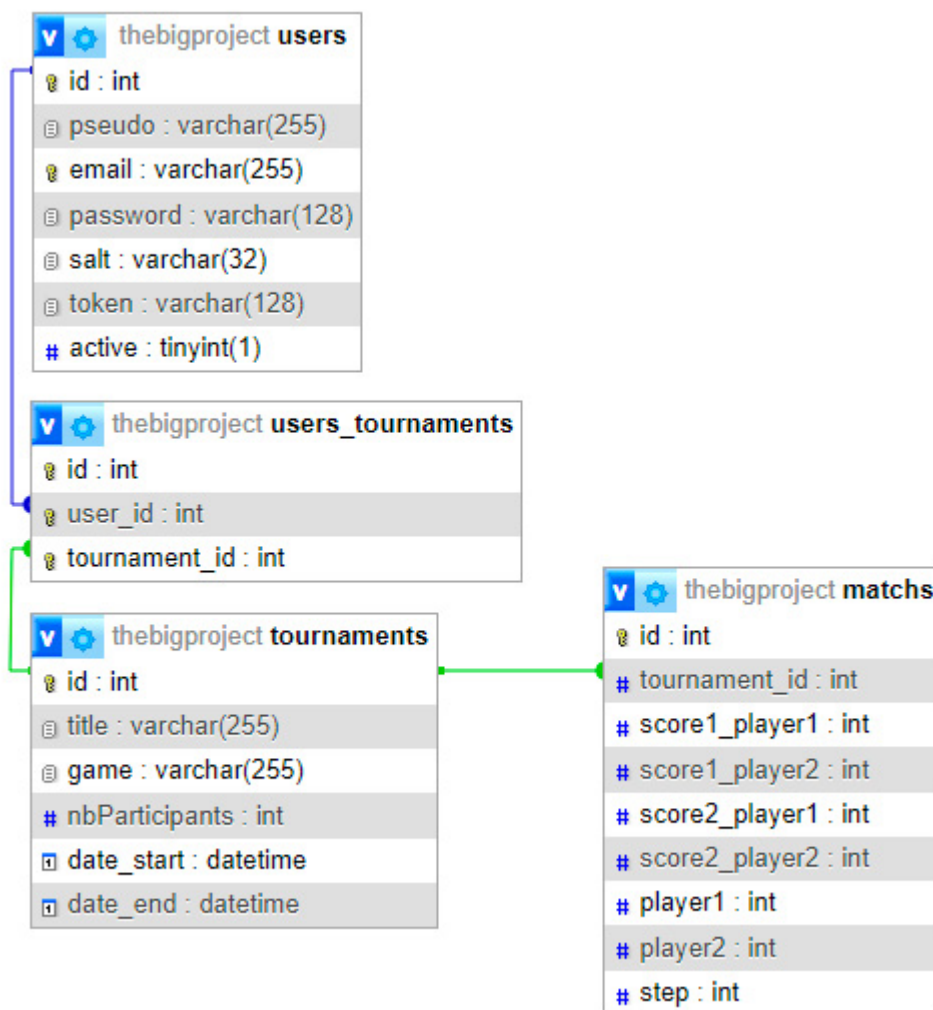 thebigproject users
id : int
pseudo : varchar(255)
email : varchar(255)
password : varchar(128)
salt : varchar(32)
token : varchar(128)
# active : tinyint(1)
thebigproject users_tournaments
id : int
user_id : int
tournament_id : int
thebigproject tournaments
id : int
title : varchar(255)
game : varchar(255)
# nbParticipants : int
date_start : datetime
date_end : datetime
thebigproject matchs
id : int
# tournament_id : int
# score1_player1 : int
# score1_player2 : int
# score2_player1 : int
# score2_player2 : int
# player1 : int
# player2 : int
# step : int